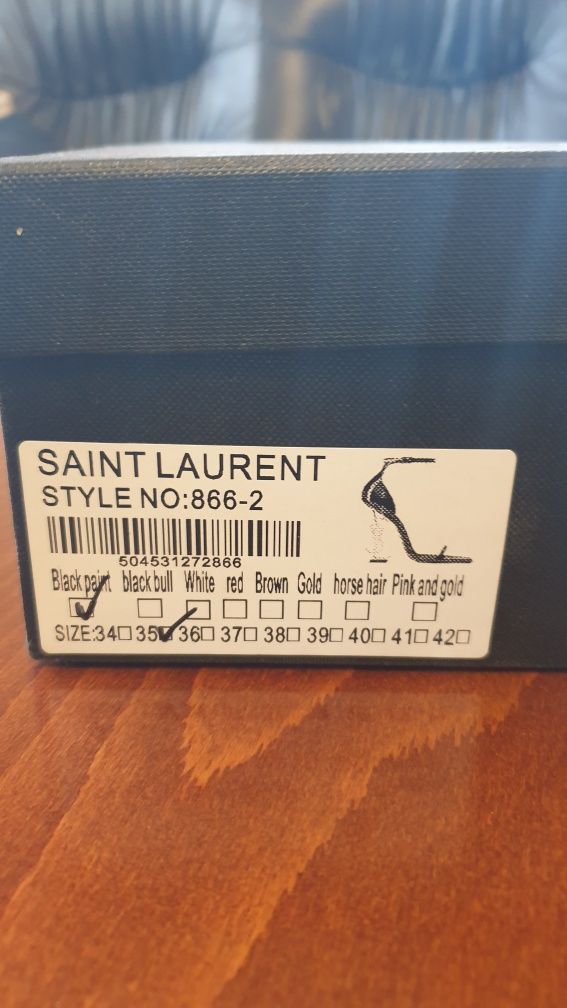 SAINT LAURENT
STYLE NO:866-2
504531272866
Black paint black bull White red Brown Gold horse hair Pink and gold
SIZE:34□ 35□ 36□ 37□ 38□ 39□ 40□ 41□ 42□